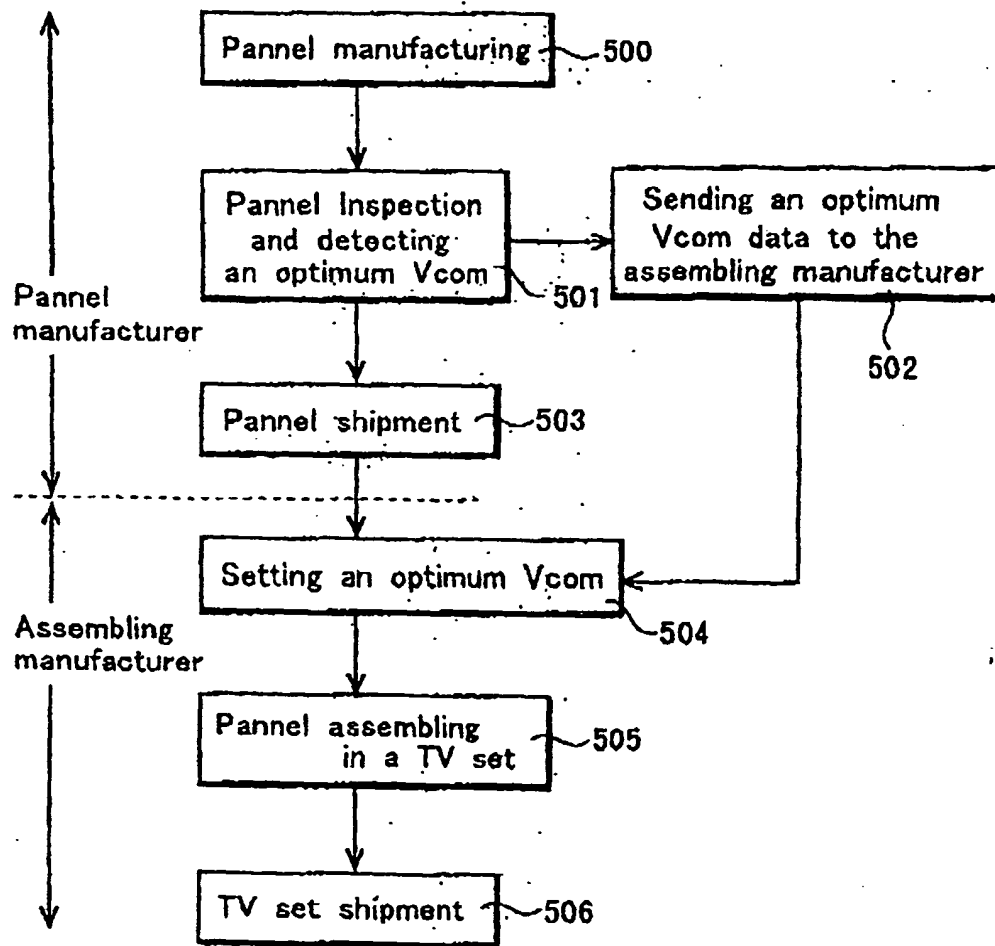 Pannel manufacturing
500
Pannel Inspection
and detecting
an optimum Vcom
501
Sending an optimum
Vcom data to the
assembling manufacturer
502
Pannel
manufacturer
Pannel shipment
503
Setting an optimum Vcom
504
Assembling
manufacturer
Pannel assembling
in a TV set
505
TV set shipment
506